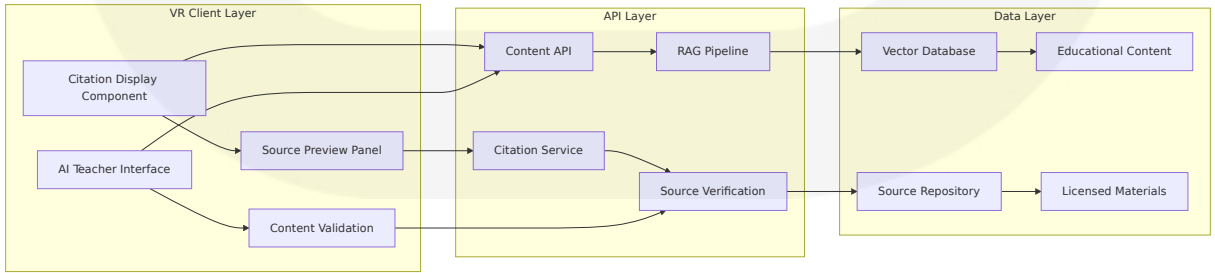 VR Client Layer
Citation Display
Component
AI Teacher Interface
Source Preview Panel
Content Validation
API Layer
Content API
RAG Pipeline
Citation Service
Source Verification
Data Layer
Vector Database
Educational Content
Source Repository
Licensed Materials